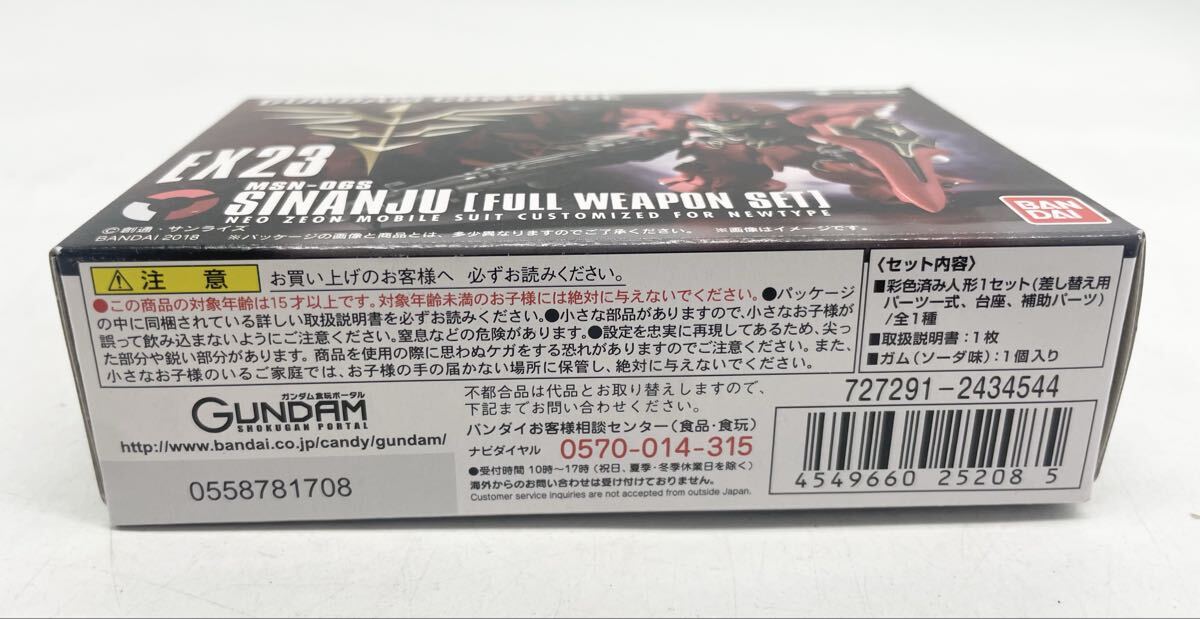 GUNDAM CONVERGE
EX23
MSN-06S
SINANJU [FULL WEAPON SET]
NEO ZEON MOBILE SUIT CUSTOMIZED FOR NEWTYPE
©創通・サンライズ
BANDAI 2018 ※パッケージの画像と商品とは、多少異なりますのでご了承ください。 ※画像はイメージです。
BAN
DAI
注意 お買い上げのお客様へ 必ずお読みください。
●この商品の対象年齢は15才以上です。対象年齢未満のお子様には絶対に与えないでください。●パッケージ
の中に同梱されている詳しい取扱説明書を必ずお読みください。●小さな部品がありますので、小さなお子様が
誤って飲み込まないようにご注意ください。窒息などの危険があります。●設定を忠実に再現してあるため、尖っ
た部分や鋭い部分があります。商品を使用の際に思わぬケガをする恐れがありますのでご注意ください。また、
小さなお子様のいるご家庭では、お子様の手の届かない場所に保管し、絶対に与えないでください。
ガンダム食玩ポータル
GUNDAM
SHOKUGAN PORTAL
http://www.bandai.co.jp/candy/gundam/
0558781708
不都合品は代品とお取り替えしますので、
下記までお問い合わせください。
バンダイお客様相談センター(食品・食玩)
ナビダイヤル 0570-014-315
●受付時間 10時~17時(祝日、夏季・冬季休業日を除く)
海外からのお問い合わせは受け付けておりません。
Customer service inquiries are not accepted from outside Japan.
〈セット内容〉
■彩色済み人形1セット(差し替え用
パーツ一式、台座、補助パーツ)
/全1種
■取扱説明書:1枚
■ガム(ソーダ味):1個入り
727291-2434544
4549660 25208 5